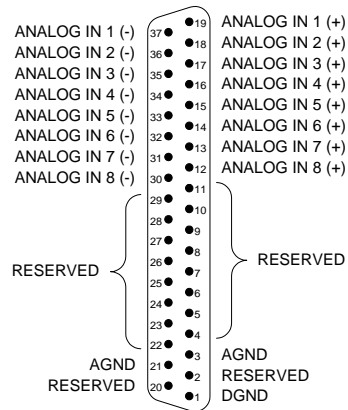 19 ANALOG IN 1 (+)
ANALOG IN 1 (-) 37
18 ANALOG IN 2 (+)
ANALOG IN 2 (-) 36
17 ANALOG IN 3 (+)
ANALOG IN 3 (-) 35
16 ANALOG IN 4 (+)
ANALOG IN 4 (-) 34
15 ANALOG IN 5 (+)
ANALOG IN 5 (-) 33
14 ANALOG IN 6 (+)
ANALOG IN 6 (-) 32
13 ANALOG IN 7 (+)
ANALOG IN 7 (-) 31
12 ANALOG IN 8 (+)
ANALOG IN 8 (-) 30
11
29
10
28
9
27
8
RESERVED
RESERVED
26
7
25
6
24
5
23
4
22
3 AGND
AGND 21
2 RESERVED
RESERVED 20
1 DGND